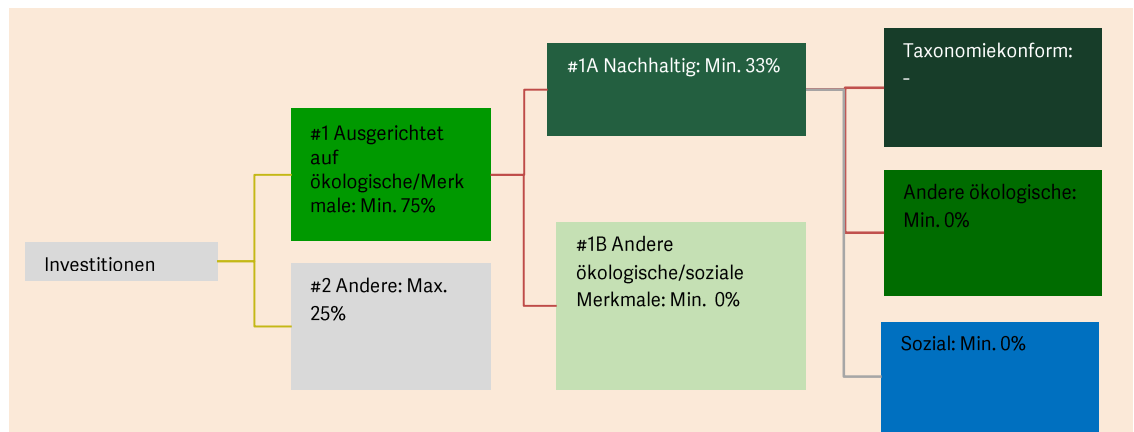 Investitionen
#1 Ausgerichtet
auf
ökologische/Merk
male: Min. 75%
#2 Andere: Max.
25%
#1A Nachhaltig: Min. 33%
#1B Andere
ökologische/soziale
Merkmale: Min.  0%
Taxonomiekonform:
-
Andere ökologische:
Min. 0%
Sozial: Min. 0%